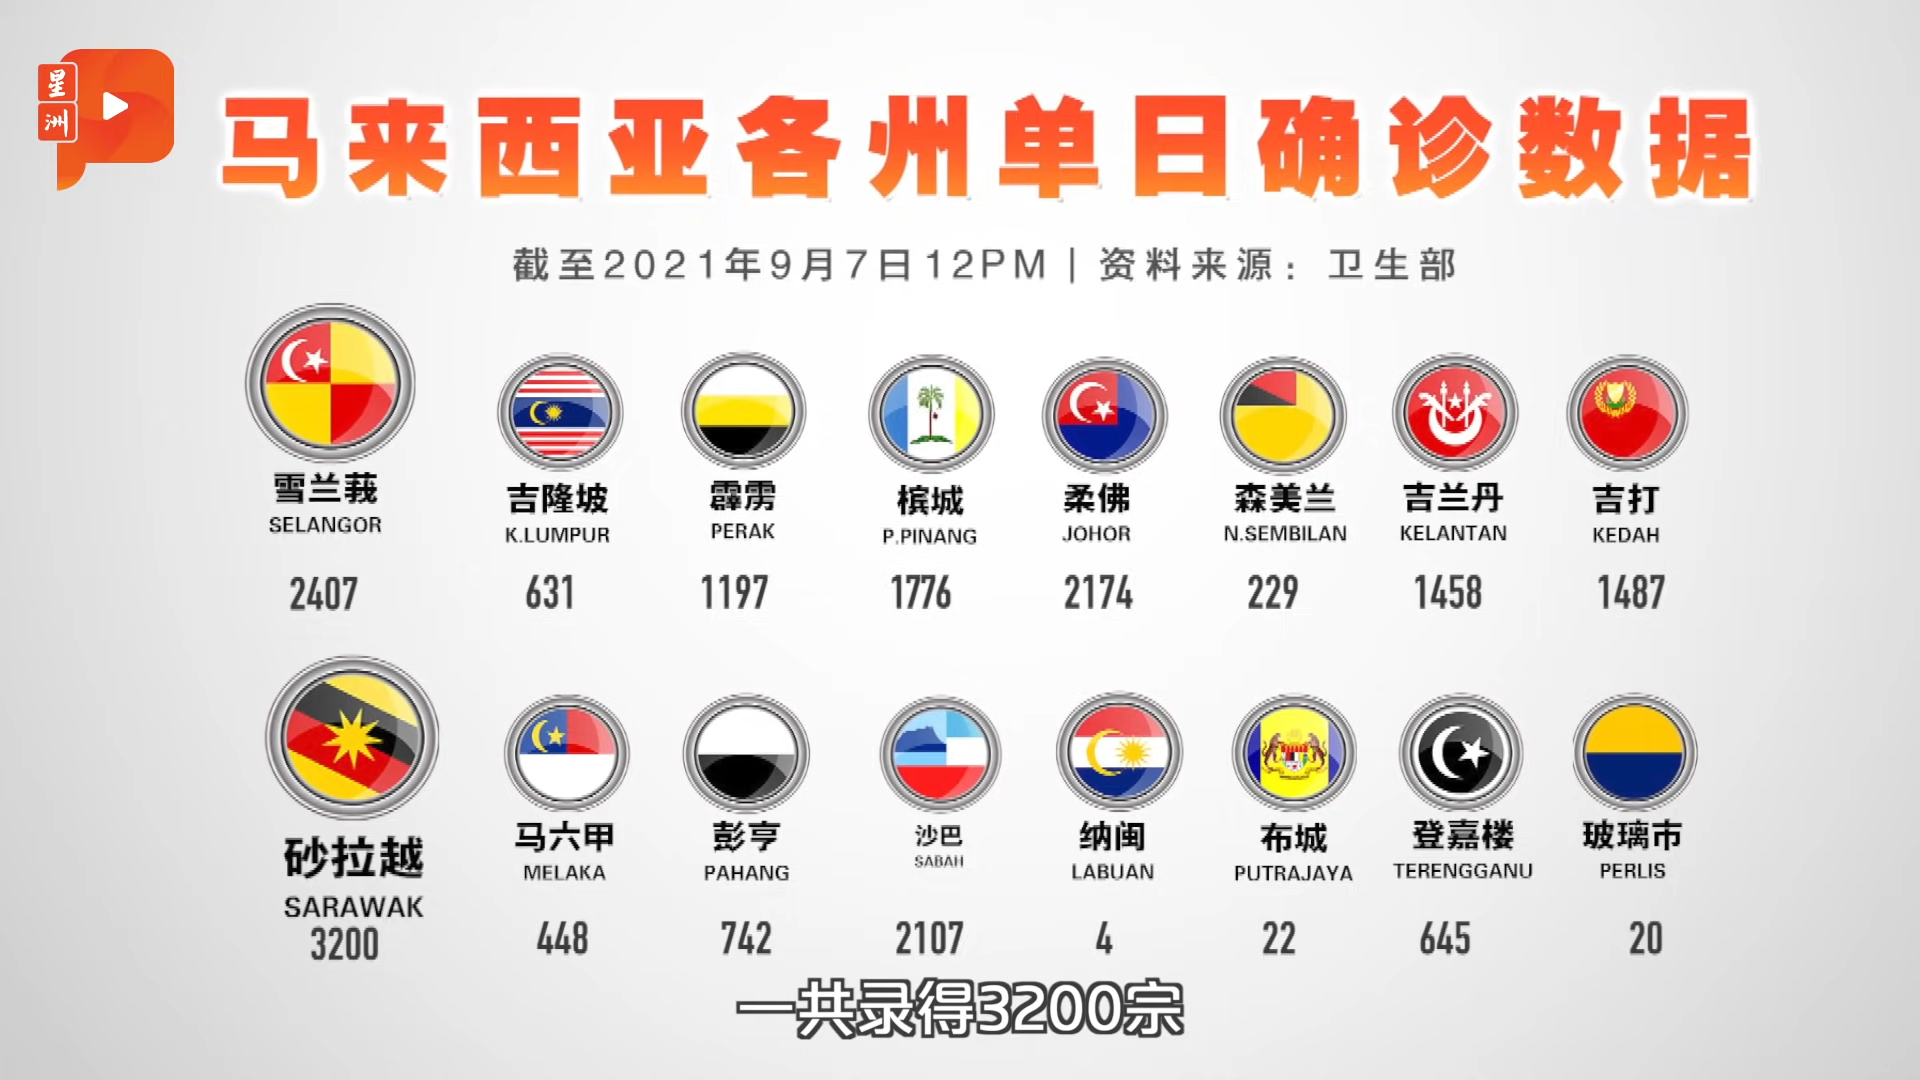 星洲
马来西亚各州单日确诊数据
截至2021年9月7日12PM | 资料来源：卫生部
雪兰莪 吉隆坡 霹雳 槟城 柔佛 森美兰 吉兰丹 吉打
SELANGOR K.LUMPUR PERAK P.PINANG JOHOR N.SEMBILAN KELANTAN KEDAH
2407 631 1197 1776 2174 229 1458 1487
砂拉越 马六甲 彭亨 沙巴 纳闽 布城 登嘉楼 玻璃市
SARAWAK MELAKA PAHANG SABAH LABUAN PUTRAJAYA TERENGGANU PERLIS
3200 448 742 2107 4 22 645 20
一共录得3200宗